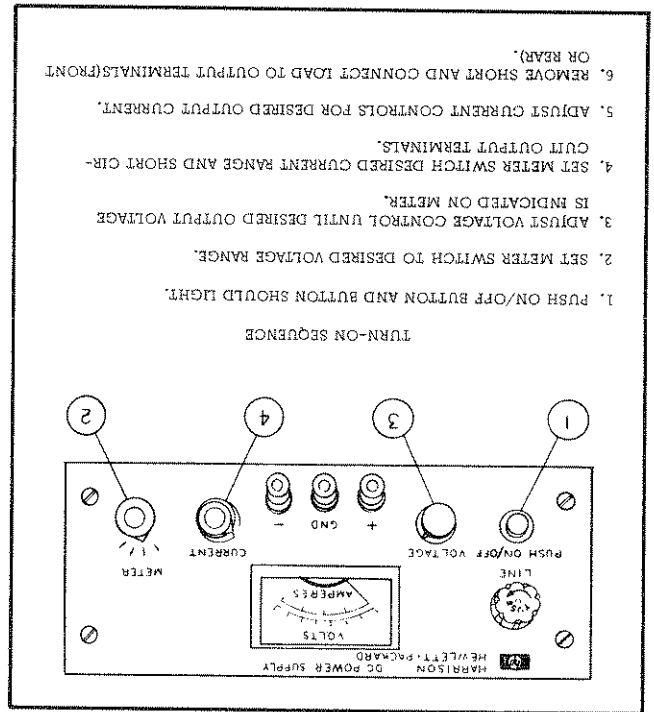 HARRISON DC POWER SUPPLY
hp HEWLETT·PACKARD
VOLTS
AMPERES
LINE
PUSH ON/OFF
VOLTAGE
+ GND -
CURRENT
METER
1 3 4 2
TURN-ON SEQUENCE
1. PUSH ON/OFF BUTTON AND BUTTON SHOULD LIGHT.
2. SET METER SWITCH TO DESIRED VOLTAGE RANGE.
3. ADJUST VOLTAGE CONTROL UNTIL DESIRED OUTPUT VOLTAGE
IS INDICATED ON METER.
4. SET METER SWITCH DESIRED CURRENT RANGE AND SHORT CIR-
CUIT OUTPUT TERMINALS.
5. ADJUST CURRENT CONTROLS FOR DESIRED OUTPUT CURRENT.
6. REMOVE SHORT AND CONNECT LOAD TO OUTPUT TERMINALS(FRONT
OR REAR).